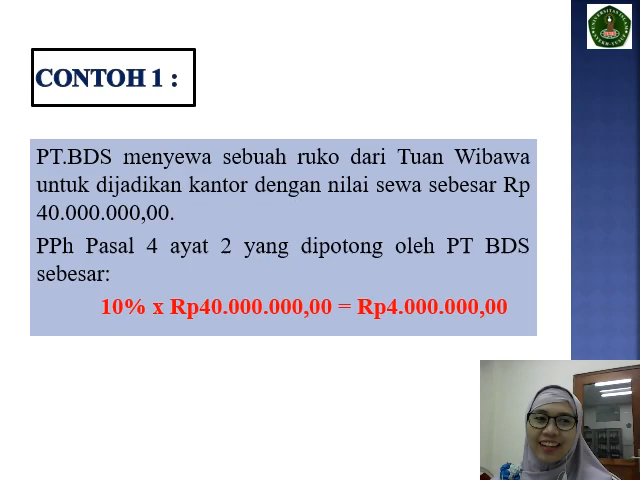 CONTOH 1 :
PT.BDS menyewa sebuah ruko dari Tuan Wibawa
untuk dijadikan kantor dengan nilai sewa sebesar Rp
40.000.000,00.
PPh Pasal 4 ayat 2 yang dipotong oleh PT BDS
sebesar:
10% x Rp40.000.000,00 = Rp4.000.000,00